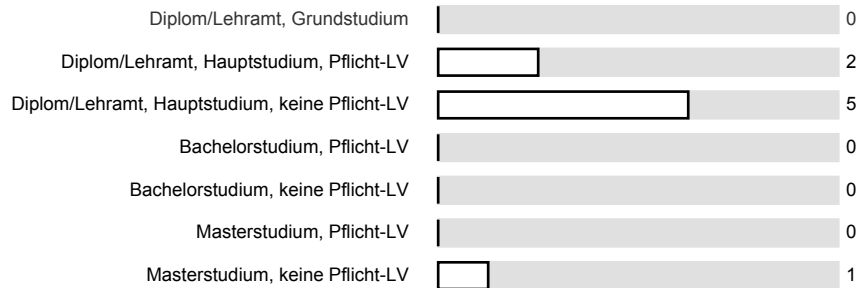 Diplom/Lehramt, Grundstudium 0
Diplom/Lehramt, Hauptstudium, Pflicht-LV 2
Diplom/Lehramt, Hauptstudium, keine Pflicht-LV 5
Bachelorstudium, Pflicht-LV 0
Bachelorstudium, keine Pflicht-LV 0
Masterstudium, Pflicht-LV 0
Masterstudium, keine Pflicht-LV 1